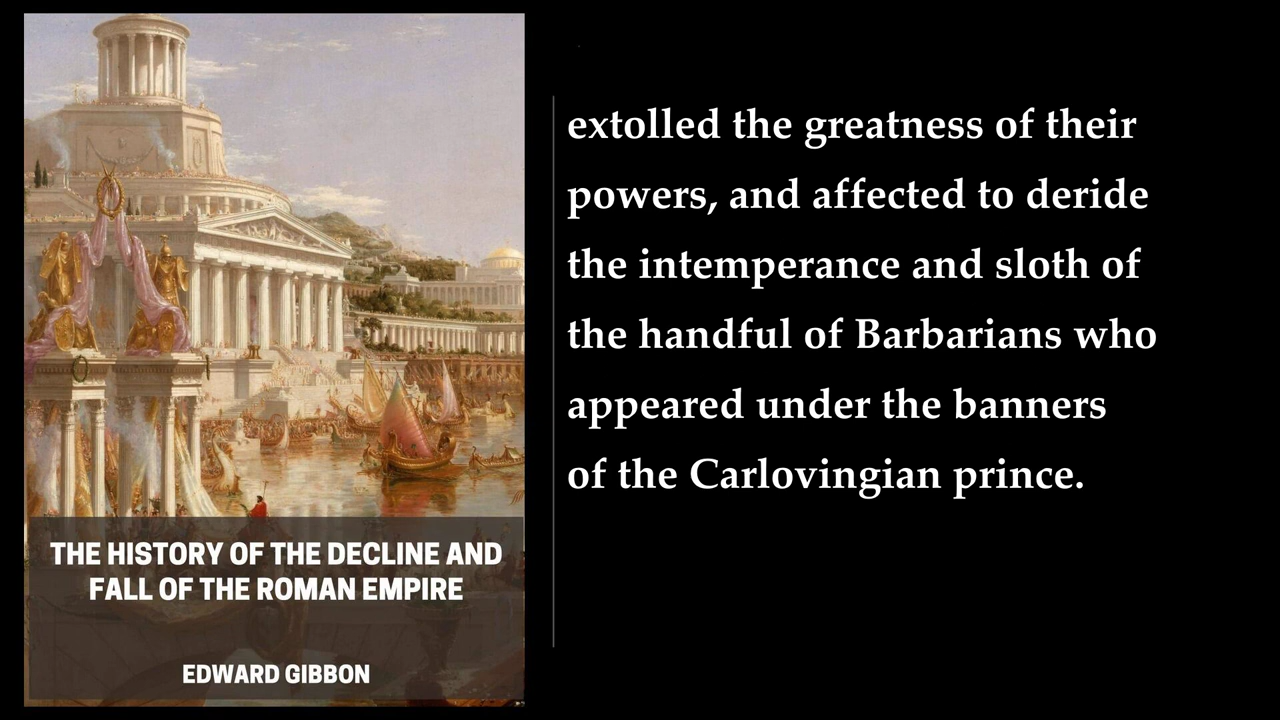 extolled the greatness of their
powers, and affected to deride
the intemperance and sloth of
the handful of Barbarians who
appeared under the banners
of the Carlovingian prince.
THE HISTORY OF THE DECLINE AND
FALL OF THE ROMAN EMPIRE
EDWARD GIBBON